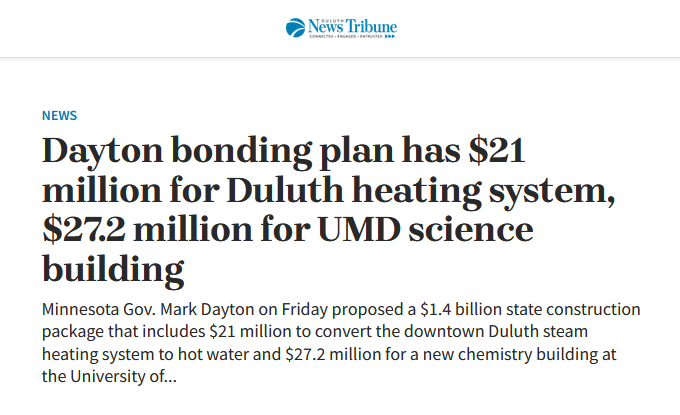 DULUTH
News Tribune
CONNECTED • ENGAGED • ENTRUSTED
NEWS
Dayton bonding plan has $21
million for Duluth heating system,
$27.2 million for UMD science
building
Minnesota Gov. Mark Dayton on Friday proposed a $1.4 billion state construction
package that includes $21 million to convert the downtown Duluth steam
heating system to hot water and $27.2 million for a new chemistry building at
the University of...